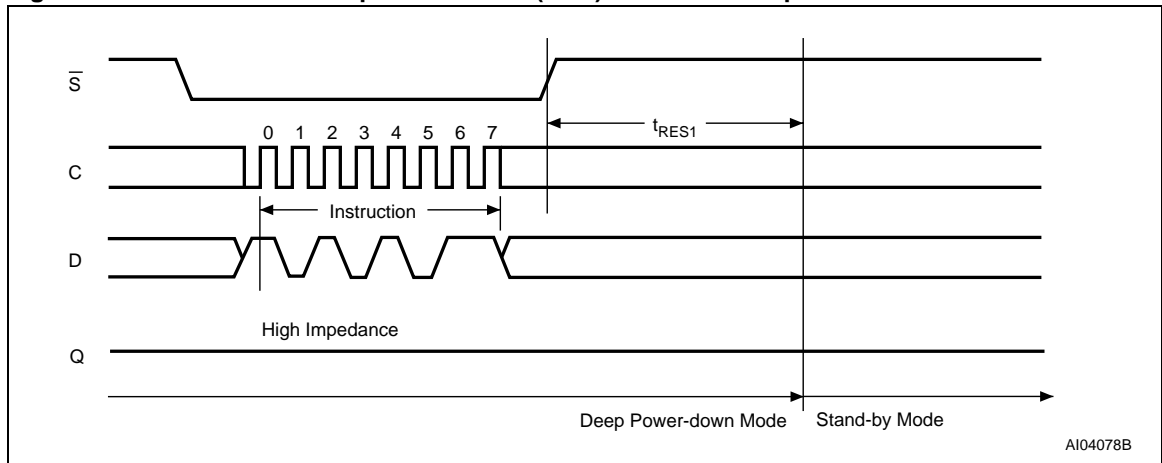 S
0 1 2 3 4 5 6 7
tRES1
C
Instruction
D
High Impedance
Q
Deep Power-down Mode Stand-by Mode
AI04078B